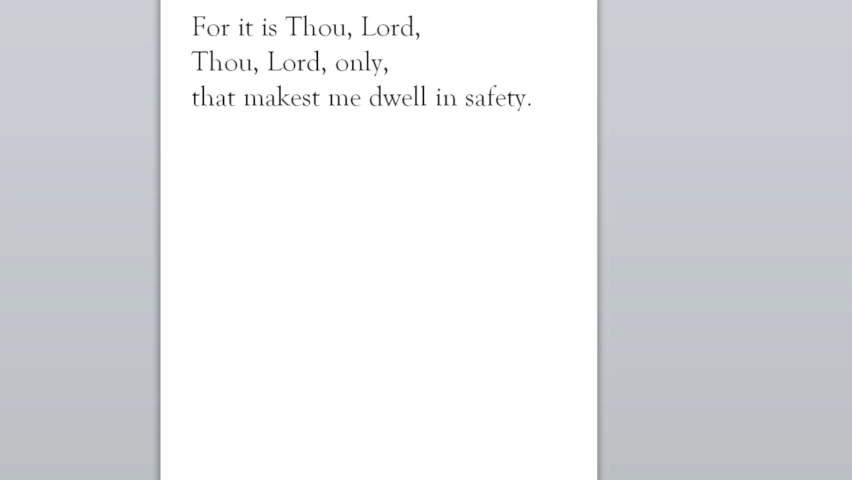 For it is Thou, Lord,
Thou, Lord, only,
that makest me dwell in safety.